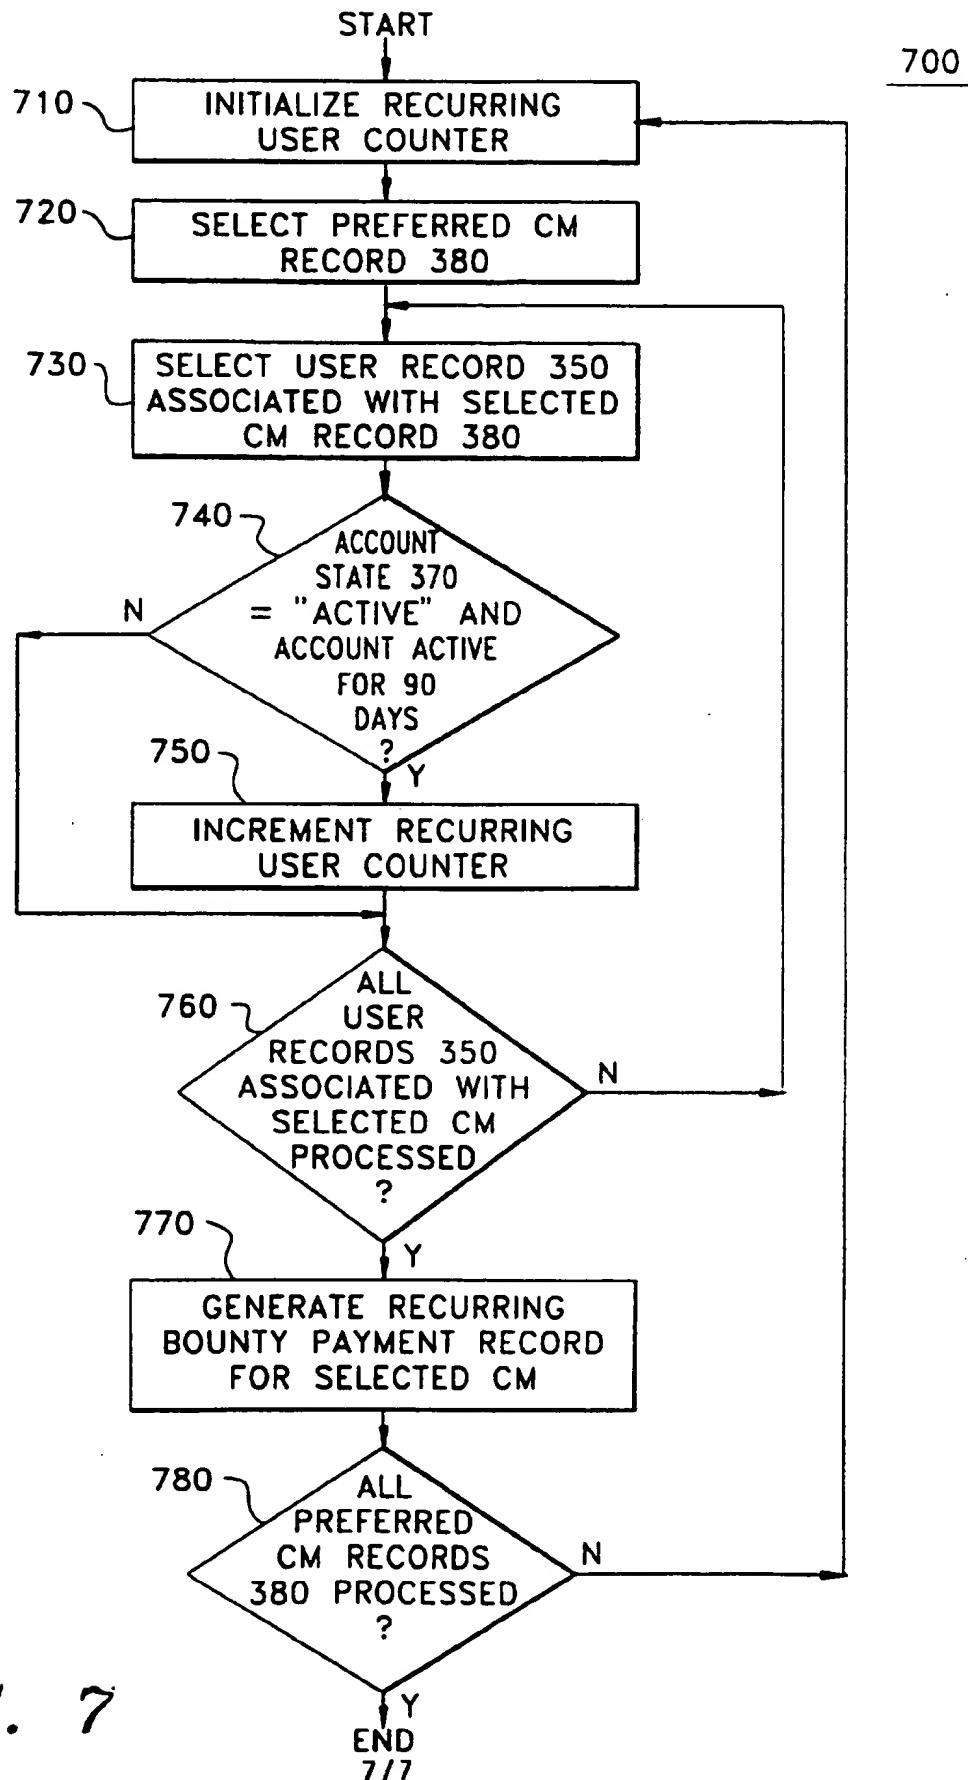 START
700
710
INITIALIZE RECURRING
USER COUNTER
720
SELECT PREFERRED CM
RECORD 380
730
SELECT USER RECORD 350
ASSOCIATED WITH SELECTED
CM RECORD 380
740
ACCOUNT
STATE 370
= "ACTIVE" AND
ACCOUNT ACTIVE
FOR 90
DAYS
?
N
Y
750
INCREMENT RECURRING
USER COUNTER
760
ALL
USER
RECORDS 350
ASSOCIATED WITH
SELECTED CM
PROCESSED
?
N
Y
770
GENERATE RECURRING
BOUNTY PAYMENT RECORD
FOR SELECTED CM
780
ALL
PREFERRED
CM RECORDS
380 PROCESSED
?
N
Y
END
7/7
. 7